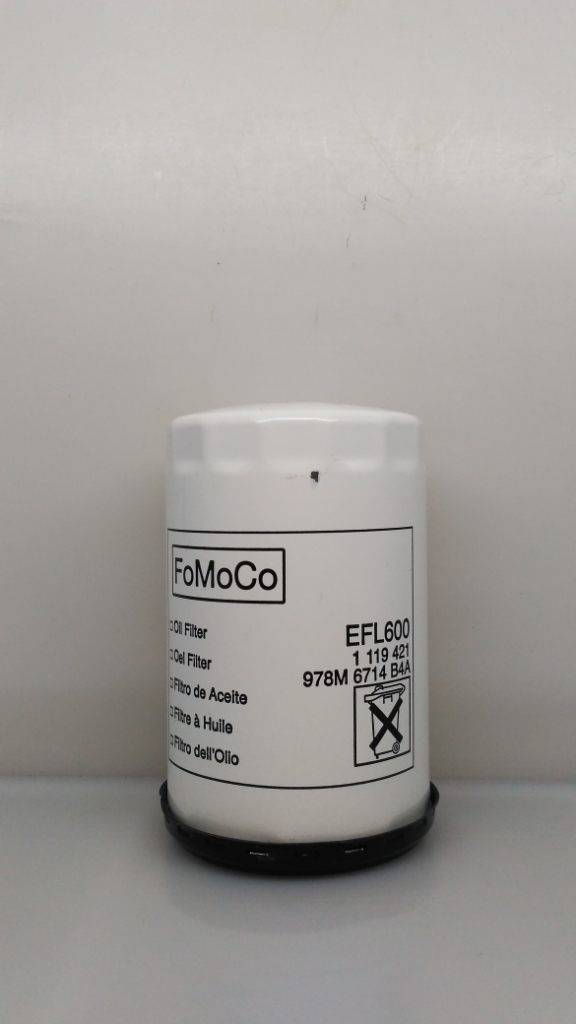 FoMoCo
Oil Filter
Oel Filter
Filtro de Aceite
Filtre à Huile
Filtro dell'Olio
EFL600
1 119 421
978M 6714 B4A